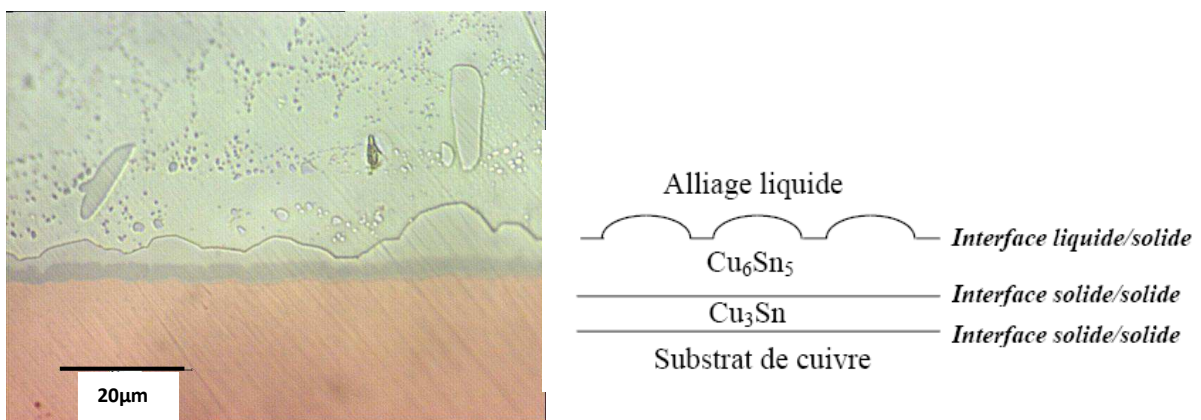 20µm
Alliage liquide
Interface liquide/solide
Cu₆Sn₅
Interface solide/solide
Cu₃Sn
Interface solide/solide
Substrat de cuivre